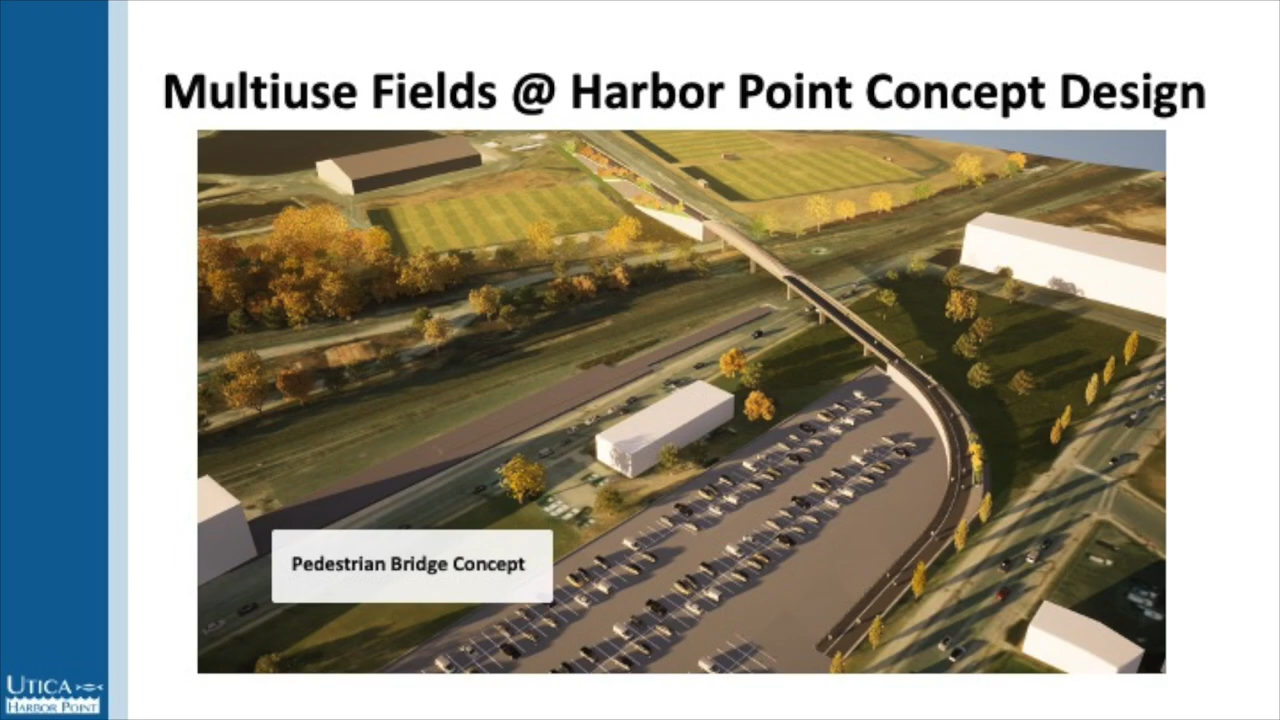 Multiuse Fields @ Harbor Point Concept Design
Pedestrian Bridge Concept
UTICA
HARBOR POINT